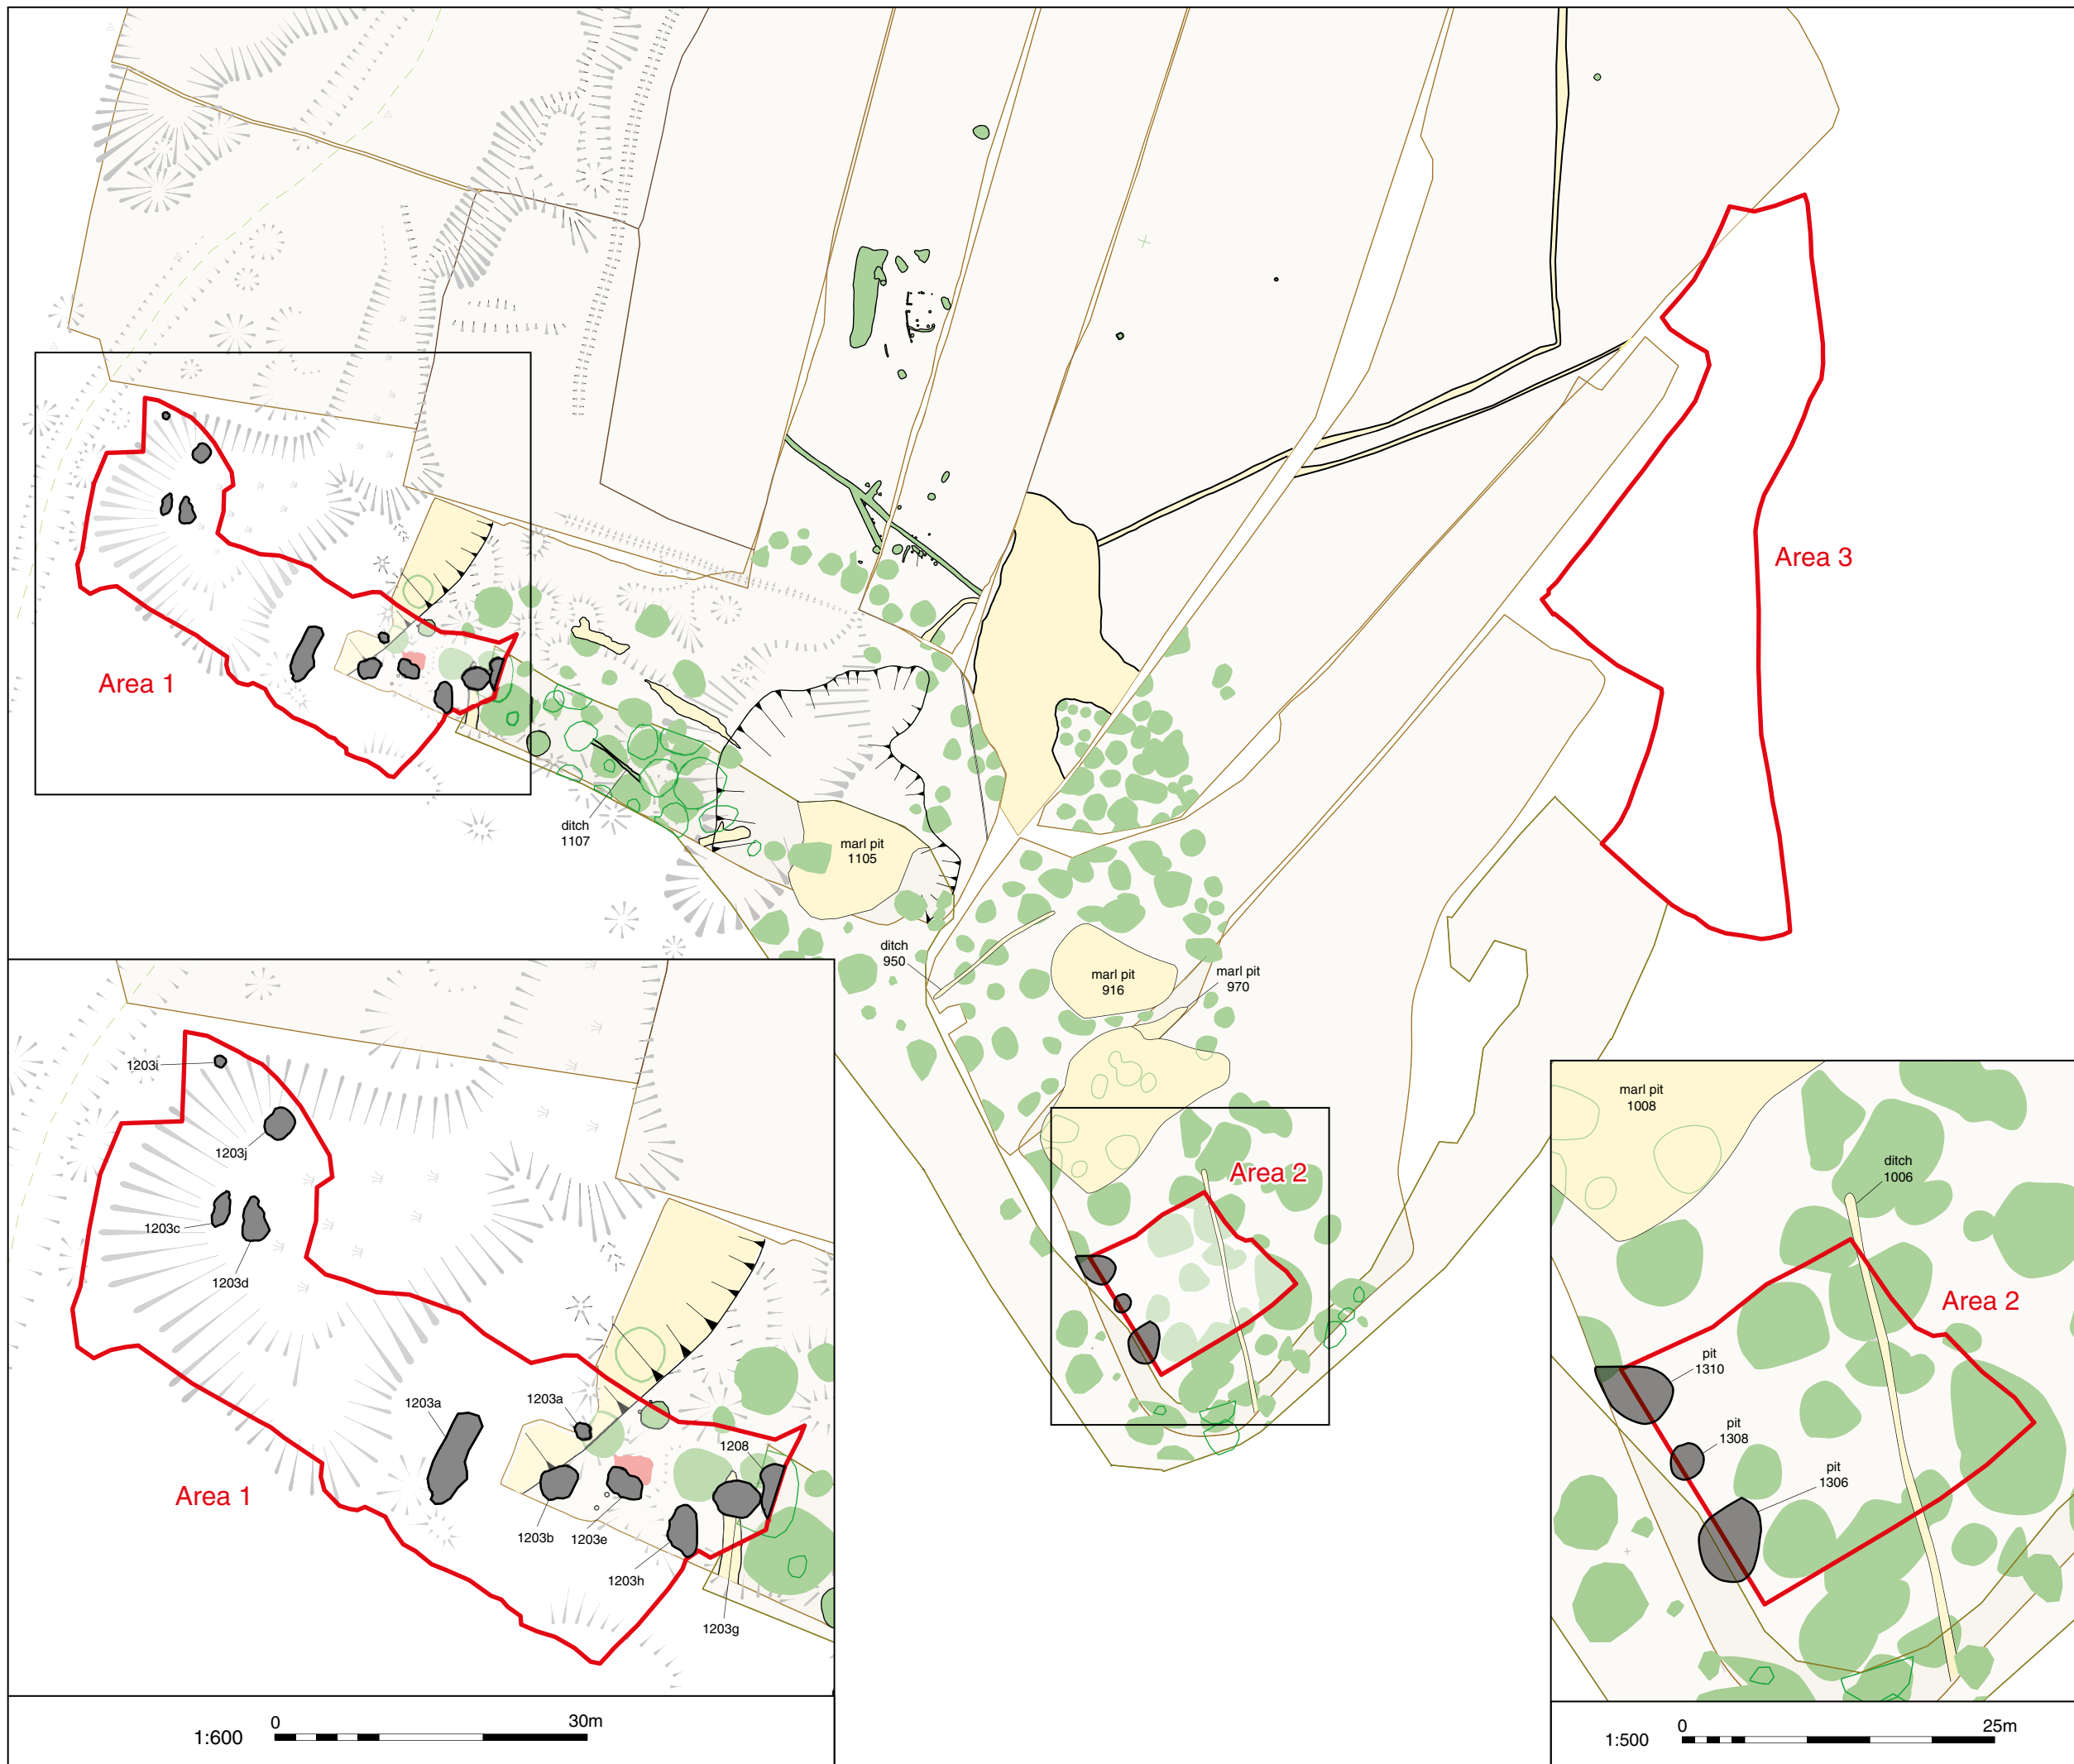 Area 3
Area 1
ditch
1107
marl pit
1105
ditch
950
marl pit
916
marl pit
970
Area 2
1203i
1203j
1203c
1203d
1203a
1203a
1208
Area 1
1203b
1203e
1203h
1203g
1:600
0
30m
marl pit
1008
ditch
1006
Area 2
pit
1310
pit
1308
pit
1306
1:500
0
25m